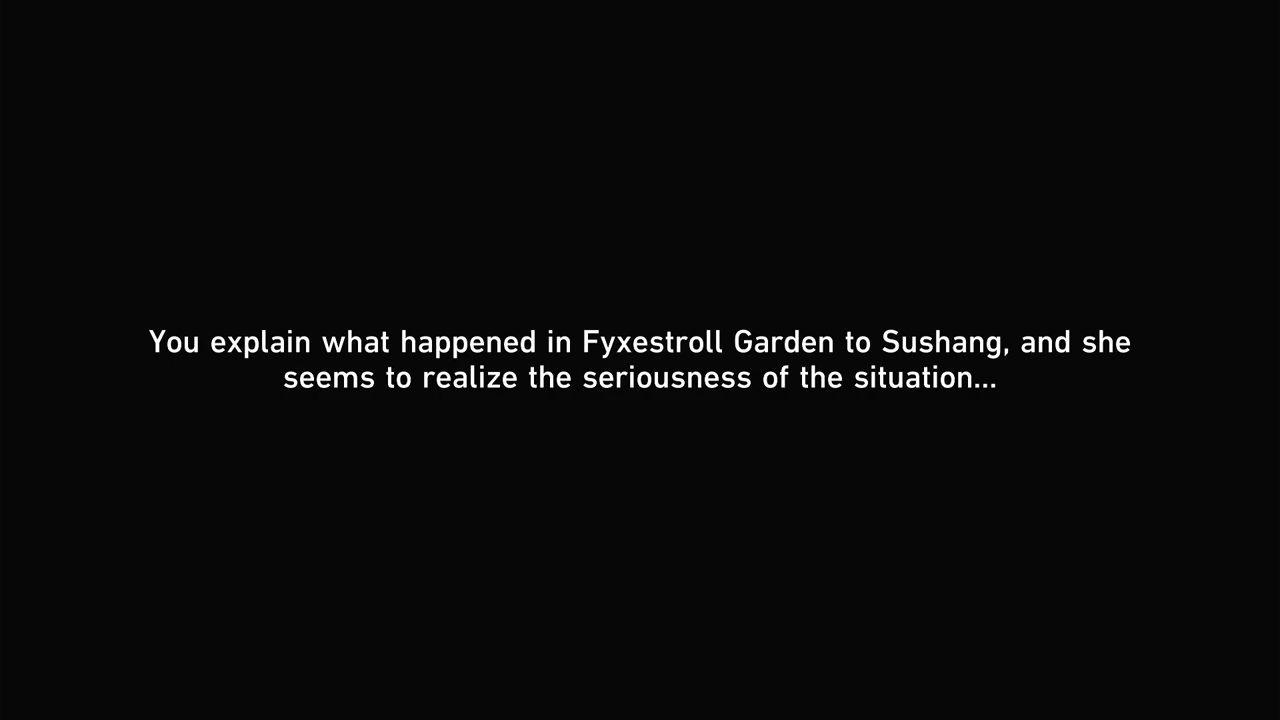 You explain what happened in Fyxestroll Garden to Sushang, and she
seems to realize the seriousness of the situation...